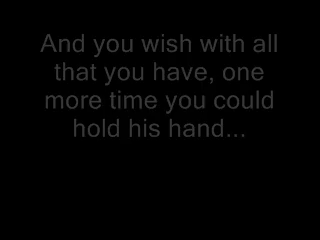 And you wish with all
that you have, one
more time you could
hold his hand...